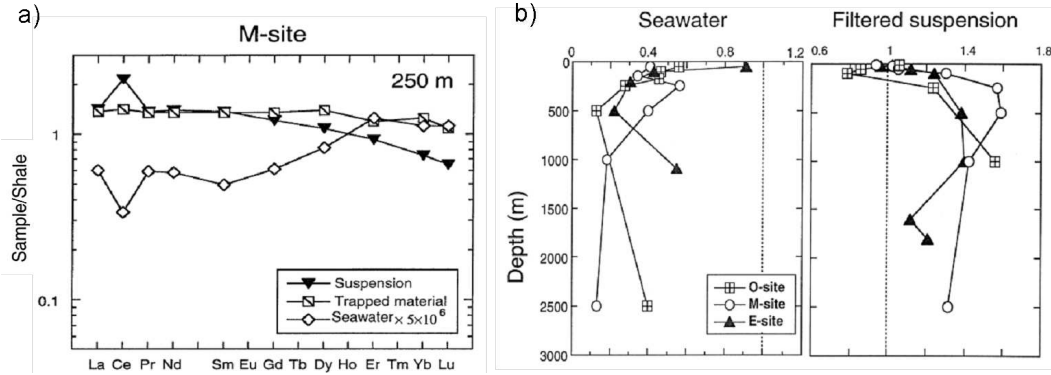 a)
M-site
250 m
Sample/Shale
1
0.1
Suspension
Trapped material
Seawater × 5×10⁶
La Ce Pr Nd Sm Eu Gd Tb Dy Ho Er Tm Yb Lu
b)
Seawater
Filtered suspension
0 0.4 0.8 1.2
0.6 1 1.4 1.8
Depth (m)
0
500
1000
1500
2000
2500
3000
O-site
M-site
E-site